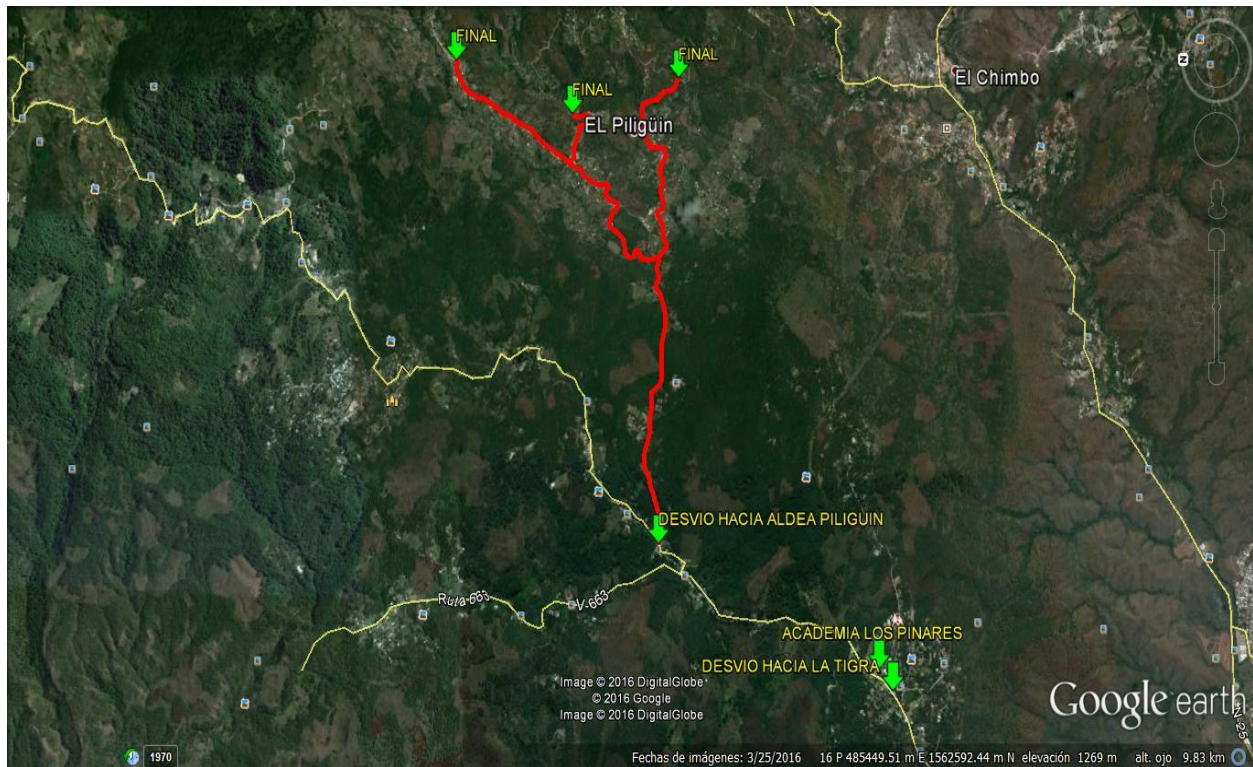 FINAL
FINAL
FINAL
EL Piligüin
El Chimbo
DESVIO HACIA ALDEA PILIGUIN
Ruta 663
V-663
ACADEMIA LOS PINARES
DESVIO HACIA LA TIGRA
Image © 2016 DigitalGlobe
© 2016 Google
Image © 2016 DigitalGlobe
Google earth
N
1970
Fechas de imágenes: 3/25/2016 16 P 485449.51 m E 1562592.44 m N elevación 1269 m alt. ojo 9.83 km